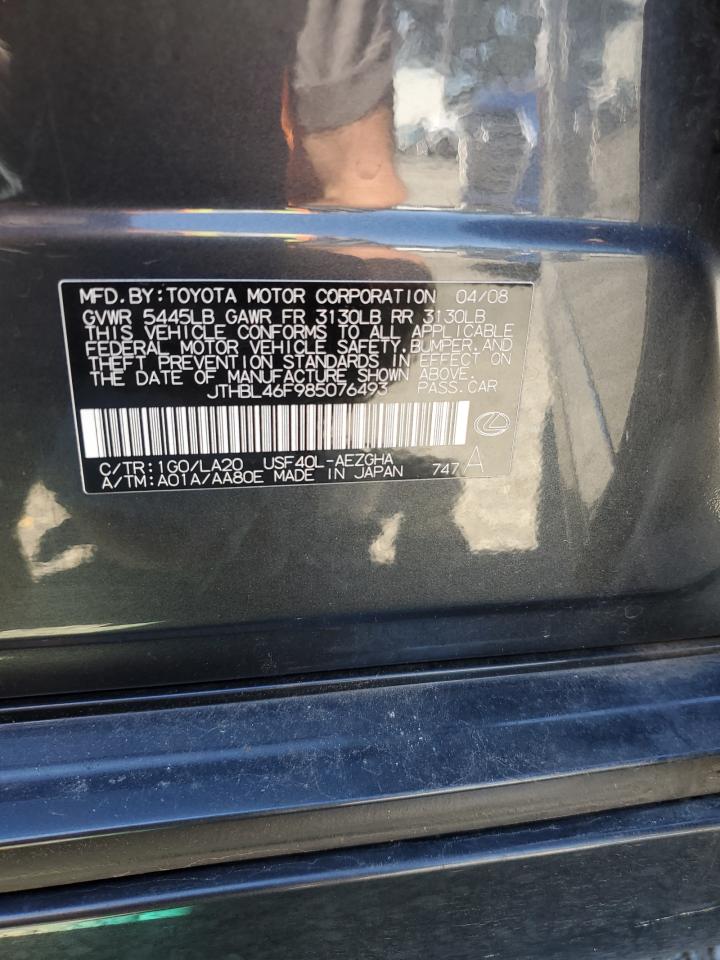 MFD.BY:TOYOTA MOTOR CORPORATION 04/08
GVWR 5445LB GAWR FR 3130LB RR 3130LB
THIS VEHICLE CONFORMS TO ALL APPLICABLE
FEDERAL MOTOR VEHICLE SAFETY,BUMPER,AND
THEFT PREVENTION STANDARDS IN EFFECT ON
THE DATE OF MANUFACTURE SHOWN ABOVE.
JTHBL46F985076493 PASS.CAR
C/TR:1G0/LA20 USF40L-AEZGHA
A/TM:A01A/AA80E MADE IN JAPAN 747 A